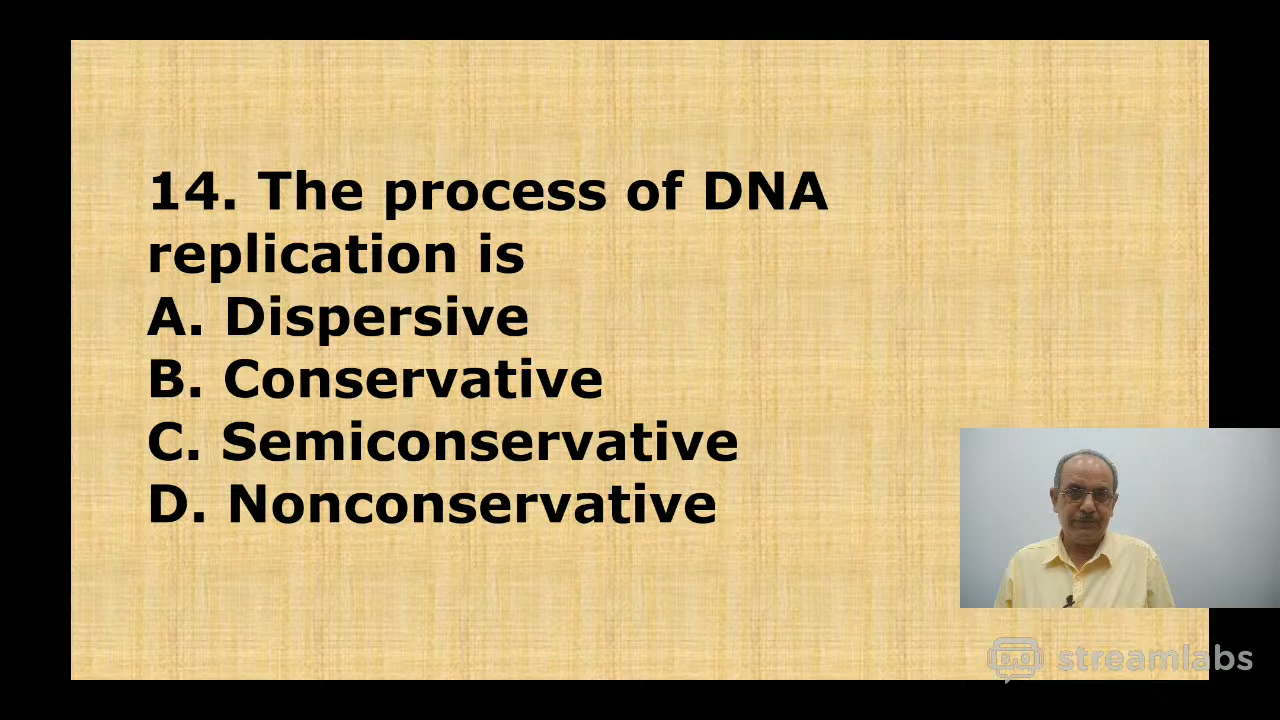 14. The process of DNA
replication is
A. Dispersive
B. Conservative
C. Semiconservative
D. Nonconservative
streamlabs